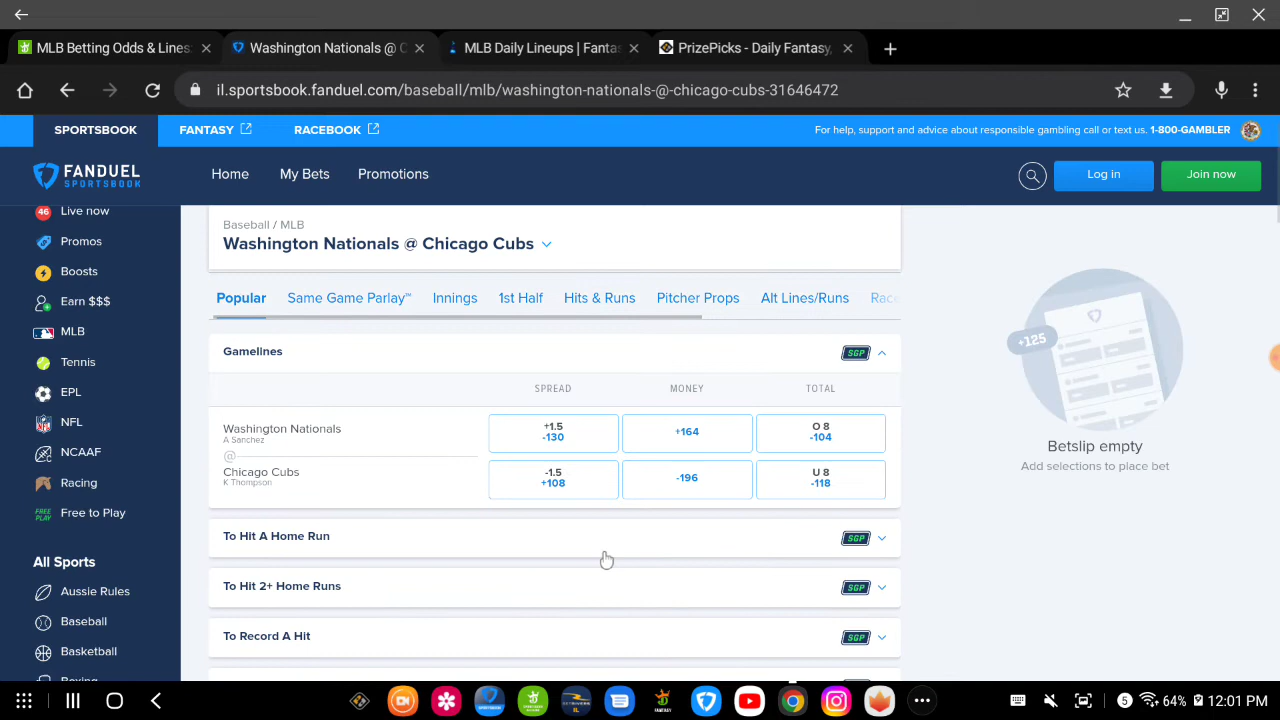 MLB Betting Odds & Lines
Washington Nationals @ C
MLB Daily Lineups | Fantas
PrizePicks - Daily Fantasy,
il.sportsbook.fanduel.com/baseball/mlb/washington-nationals-@-chicago-cubs-31646472
SPORTSBOOK
FANTASY
RACEBOOK
For help, support and advice about responsible gambling call or text us. 1-800-GAMBLER
FANDUEL
SPORTSBOOK
Home
My Bets
Promotions
Log in
Join now
46
Live now
Promos
Boosts
Earn $$$
MLB
Tennis
EPL
NFL
NCAAF
Racing
FREE
PLAY
Free to Play
All Sports
Aussie Rules
Baseball
Basketball
Baseball / MLB
Washington Nationals @ Chicago Cubs
Popular
Same Game Parlay™
Innings
1st Half
Hits & Runs
Pitcher Props
Alt Lines/Runs
Race
Gamelines
SGP
SPREAD
MONEY
TOTAL
Washington Nationals
A Sanchez
+1.5
-130
+164
O 8
-104
@
Chicago Cubs
K Thompson
-1.5
+108
-196
U 8
-118
To Hit A Home Run
SGP
To Hit 2+ Home Runs
SGP
To Record A Hit
SGP
+125
Betslip empty
Add selections to place bet
5
64%
12:01 PM